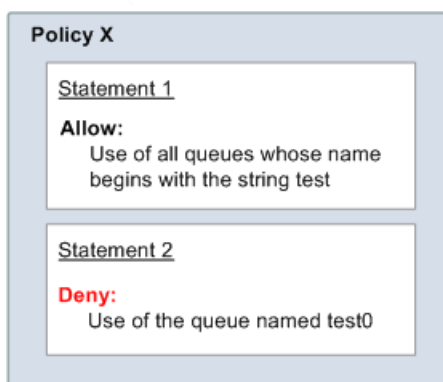 Policy X
Statement 1
Allow:
Use of all queues whose name
begins with the string test
Statement 2
Deny:
Use of the queue named test0